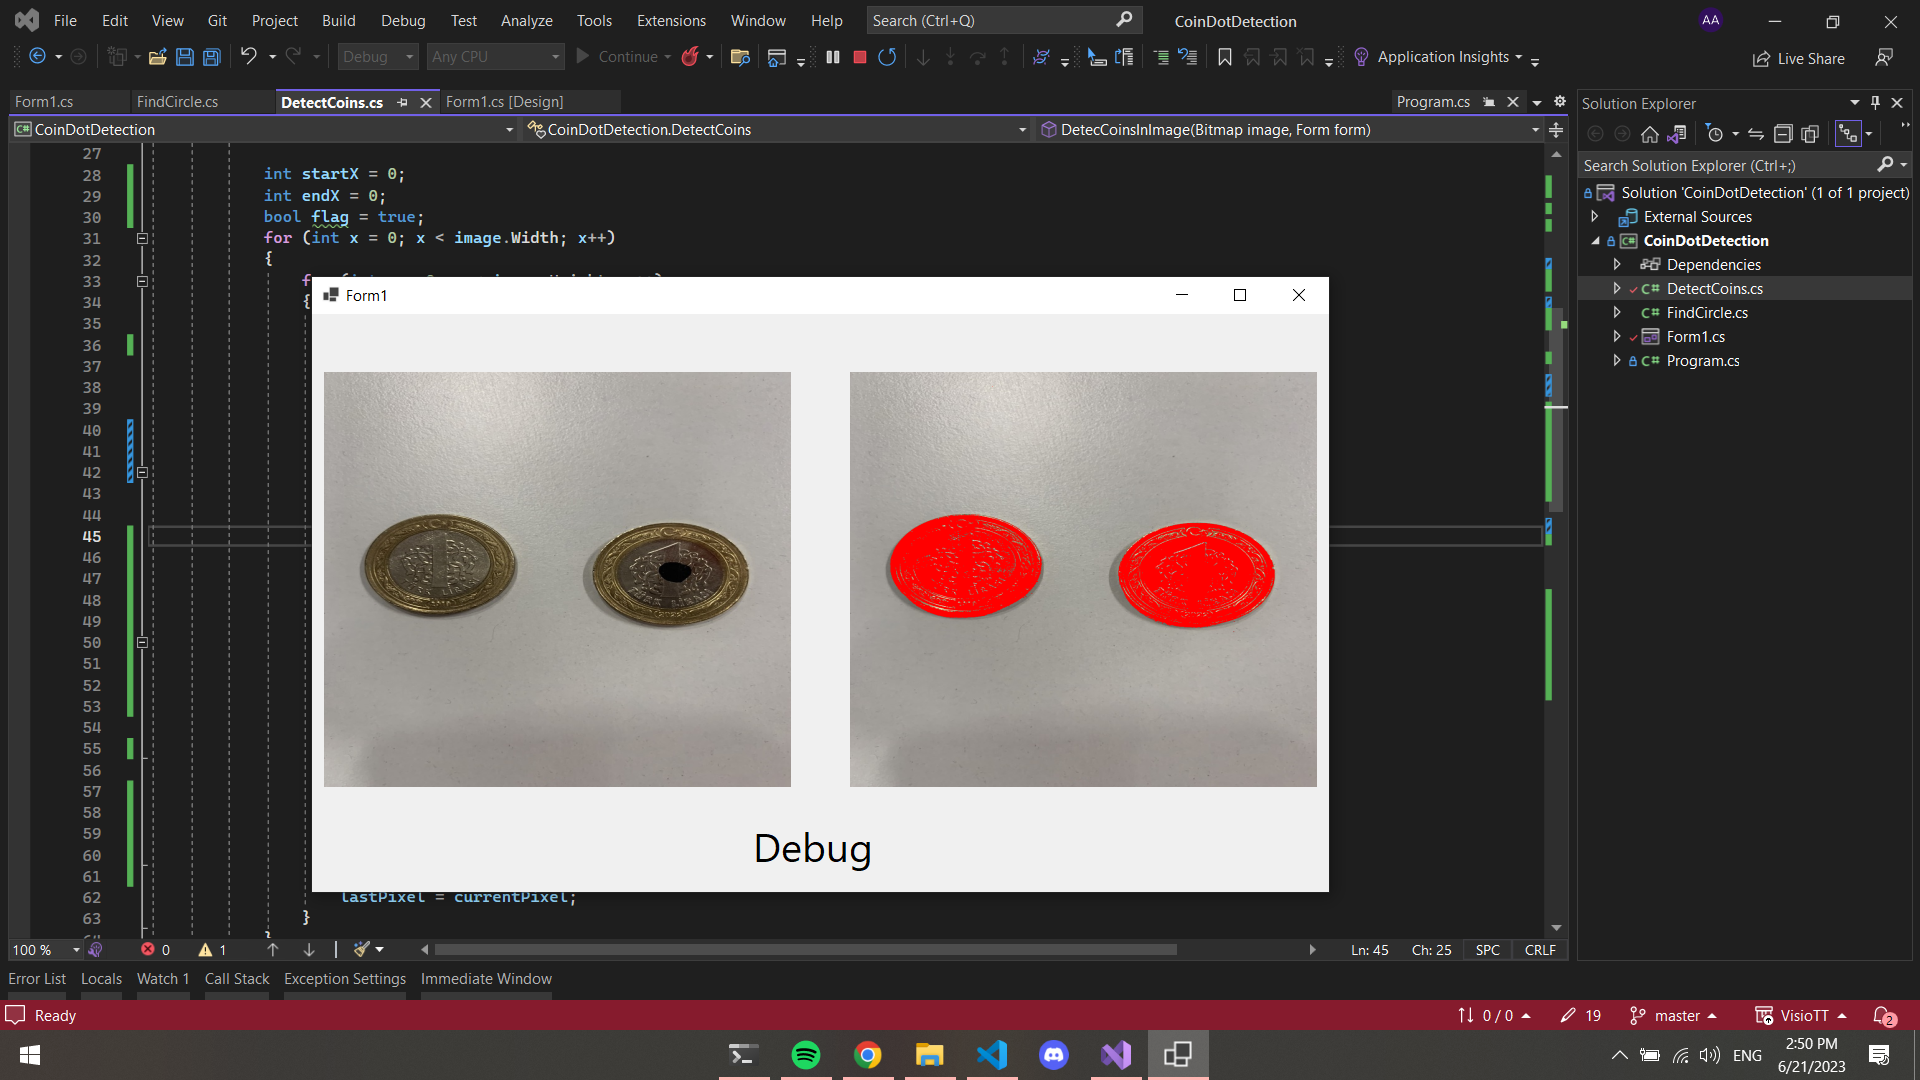 File Edit View Git Project Build Debug Test Analyze Tools Extensions Window Help Search (Ctrl+Q) CoinDotDetection AA
Debug Any CPU Continue Application Insights Live Share
Form1.cs FindCircle.cs DetectCoins.cs Form1.cs [Design] Program.cs
CoinDotDetection CoinDotDetection.DetectCoins DetecCoinsInImage(Bitmap image, Form form)
27
28 int startX = 0;
29 int endX = 0;
30 bool flag = true;
31 for (int x = 0; x < image.Width; x++)
32 {
33
34 {
35
36
37
38
39
40
41
42
43
44
45
46
47
48
49
50
51
52
53
54
55
56
57
58
59
60
61
62 lastPixel = currentPixel;
63 }
Form1
Debug
100 % 0 1 Ln: 45 Ch: 25 SPC CRLF
Error List Locals Watch 1 Call Stack Exception Settings Immediate Window
Solution Explorer
Search Solution Explorer (Ctrl+;)
Solution 'CoinDotDetection' (1 of 1 project)
External Sources
C# CoinDotDetection
Dependencies
C# DetectCoins.cs
C# FindCircle.cs
Form1.cs
C# Program.cs
Ready 0 / 0 19 master VisioTT 2
ENG 2:50 PM
6/21/2023